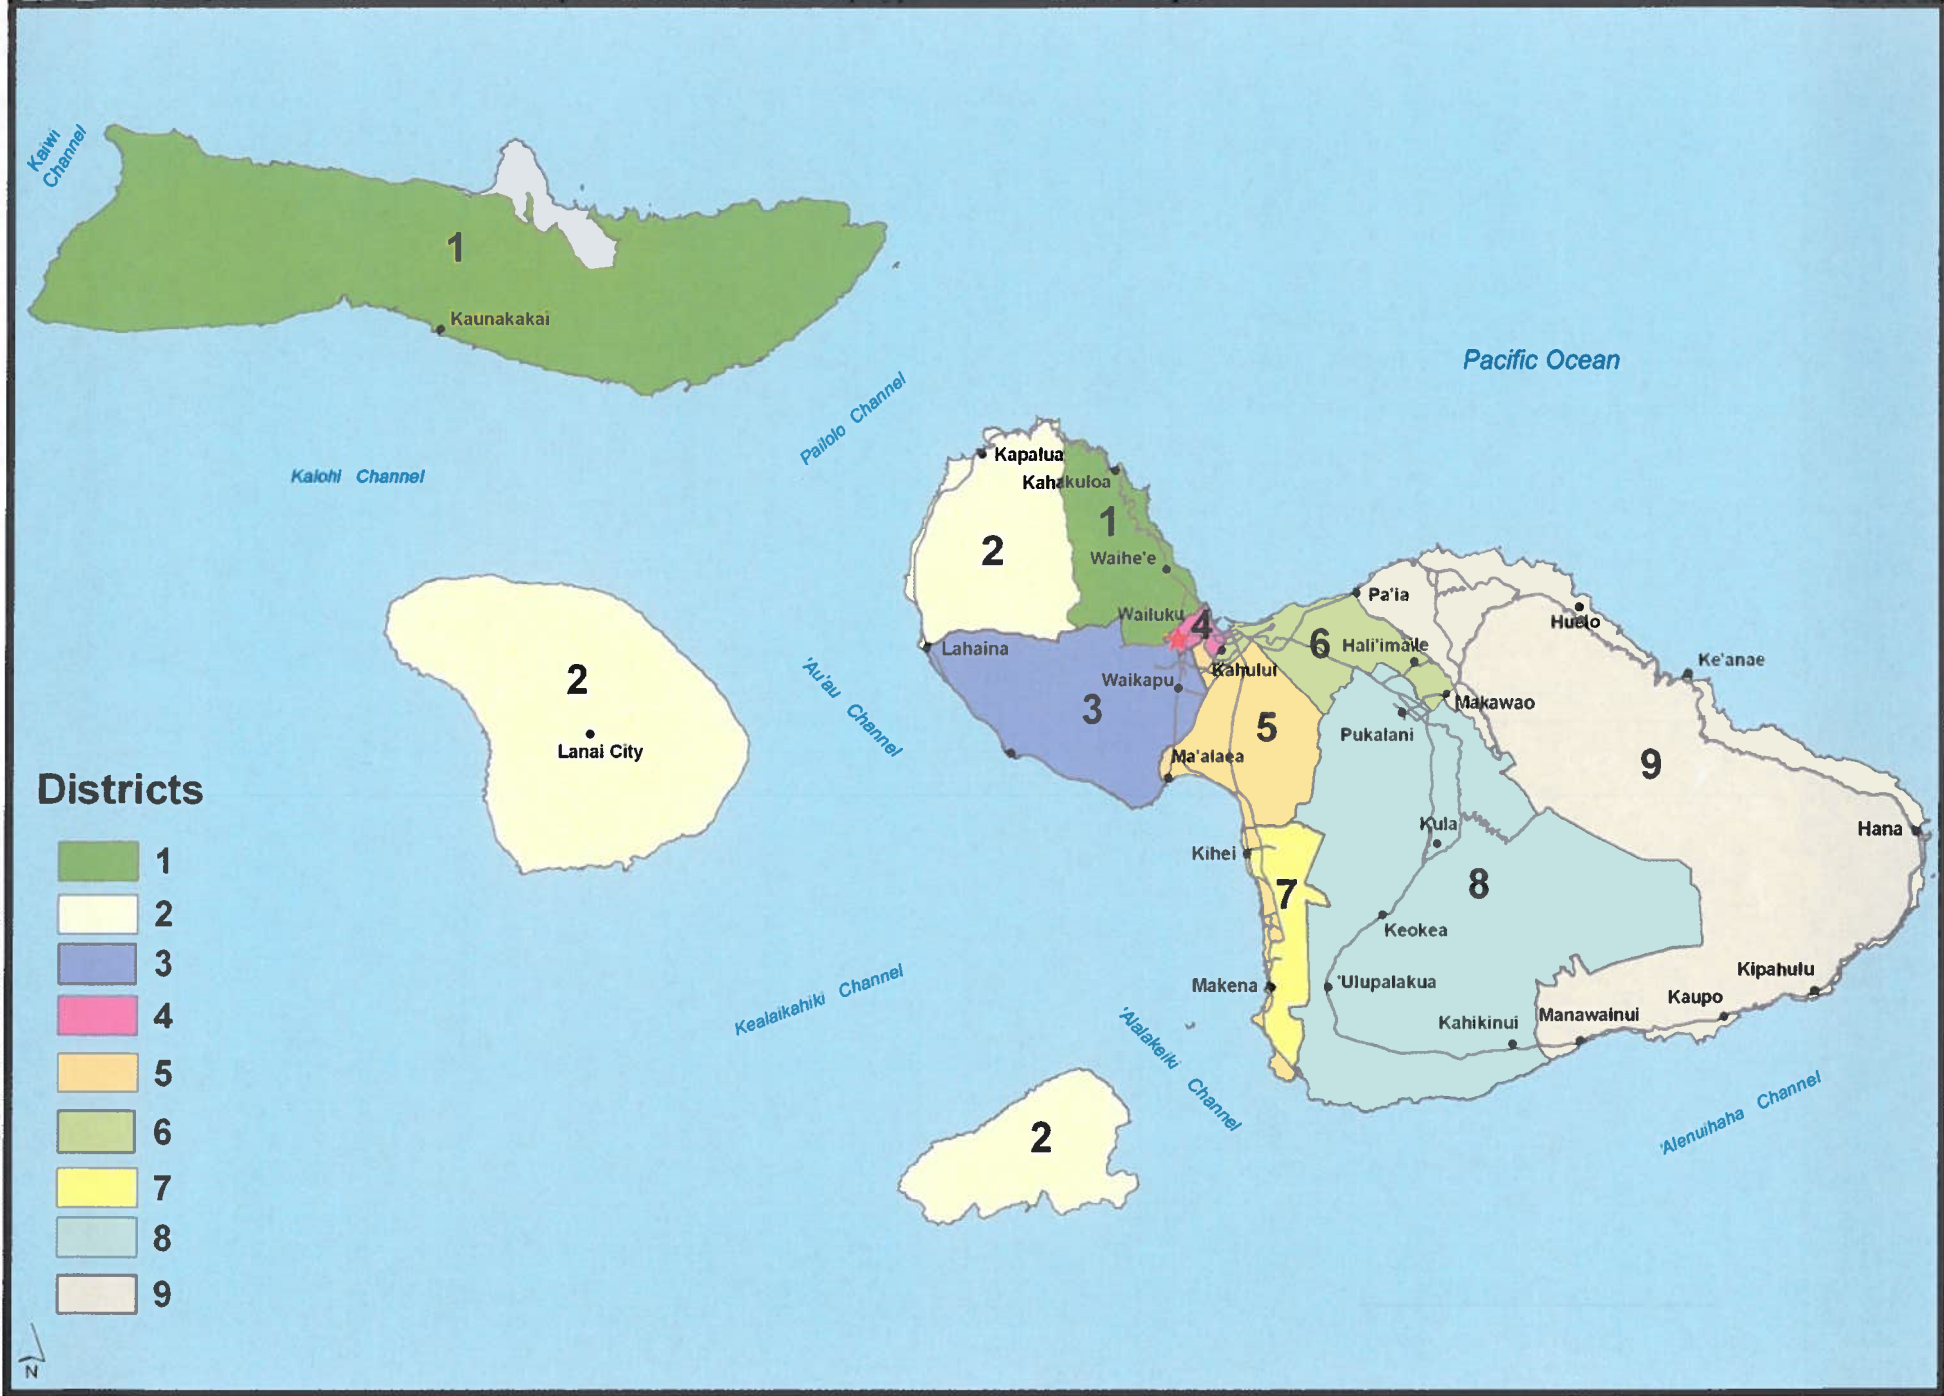 Kaiwi
Channel
1
Kaunakakai
Pacific Ocean
Pailolo Channel
Kalohi Channel
Kapalua
Kahakuloa
1
2
Waihe'e
Pa'ia
Wailuku
4
Huelo
6
Hali'imaile
Lahaina
Ke'anae
Kahului
2
Waikapu
'Au'au Channel
3
Makawao
5
Pukalani
Lanai City
Ma'alaea
9
Districts
Kula
Hana
Kihei
1
7
8
2
Keokea
3
Kealaikahiki Channel
Makena
'Ulupalakua
Kipahulu
Kaupo
4
Kahikinui
Manawainui
'Alalakeiki Channel
5
'Alenuihaha Channel
6
2
7
8
9
N